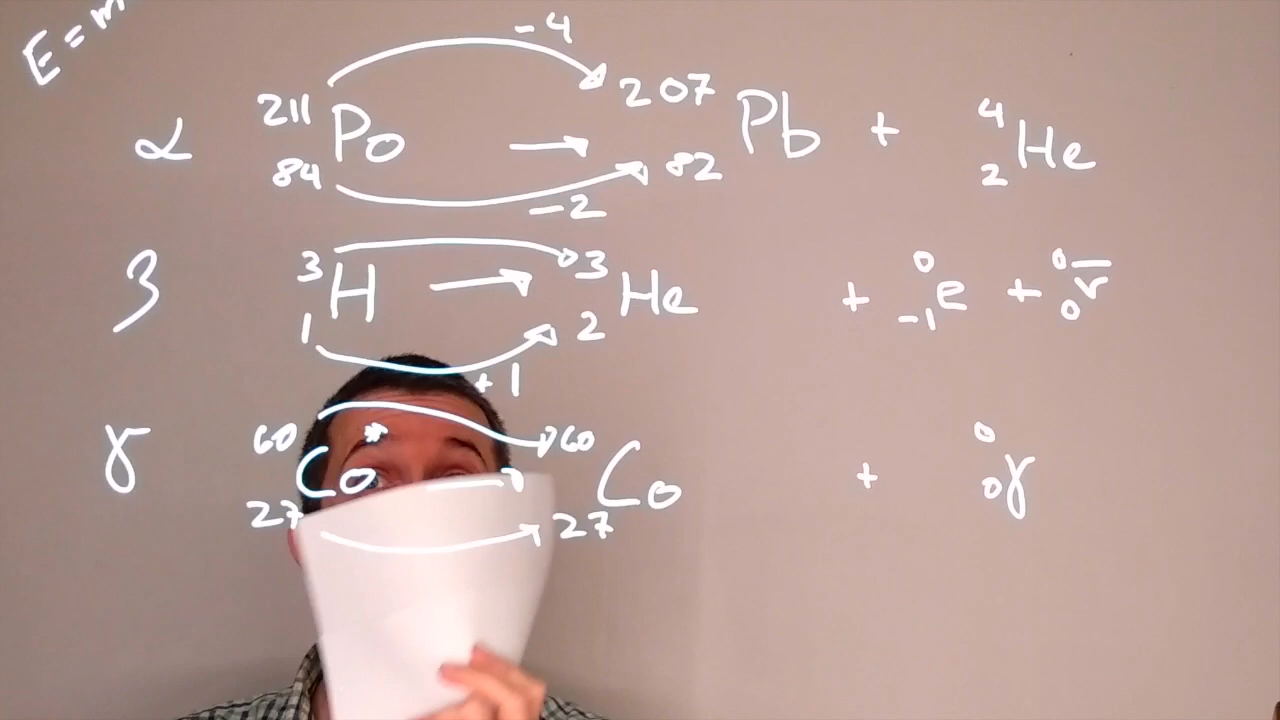 E = m
-4
α 211 84 Po → 207 82 Pb + 4 2 He
-2
β 3 1 H → 3 2 He + 0 -1 e + 0 0 ν̅
+1
γ 60 27 Co* → 60 27 Co + 0 0 γ